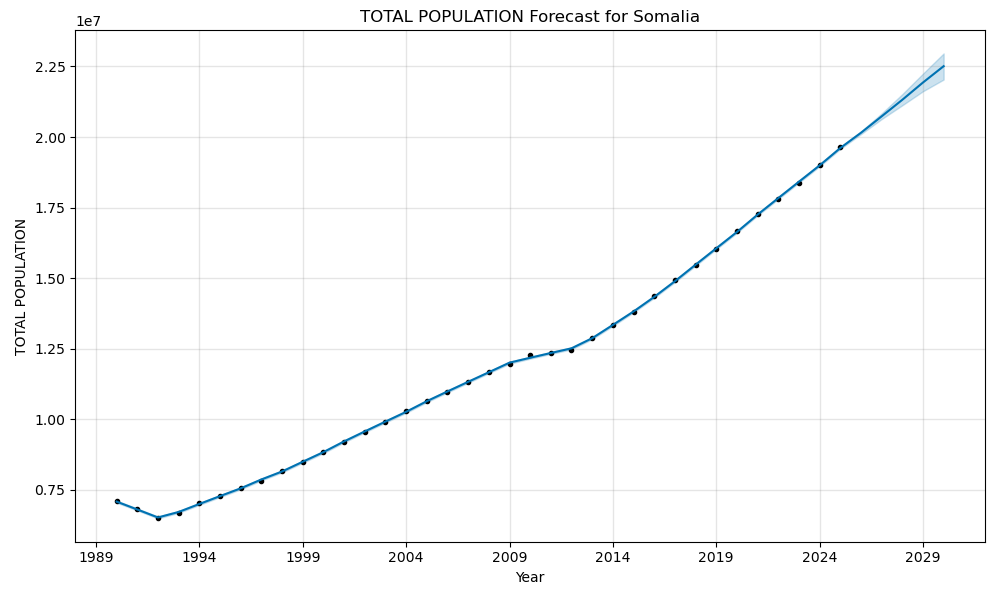 TOTAL POPULATION Forecast for Somalia
1e7
2.25
2.00
1.75
1.50
1.25
1.00
0.75
TOTAL POPULATION
1989 1994 1999 2004 2009 2014 2019 2024 2029
Year